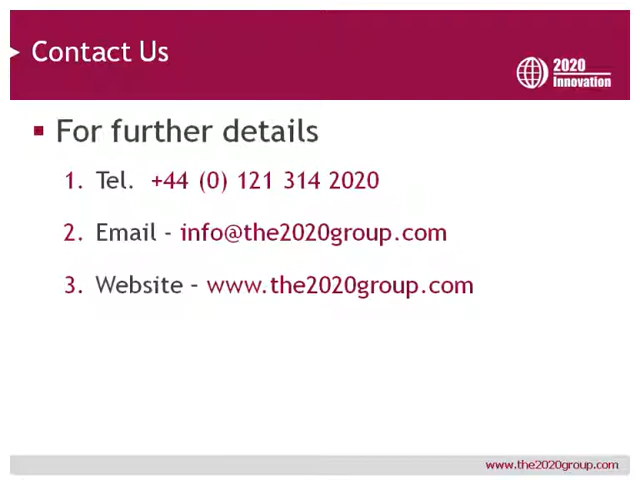 Contact Us
2020
Innovation
For further details
1. Tel. +44 (0) 121 314 2020
2. Email - info@the2020group.com
3. Website – www.the2020group.com
www.the2020group.com